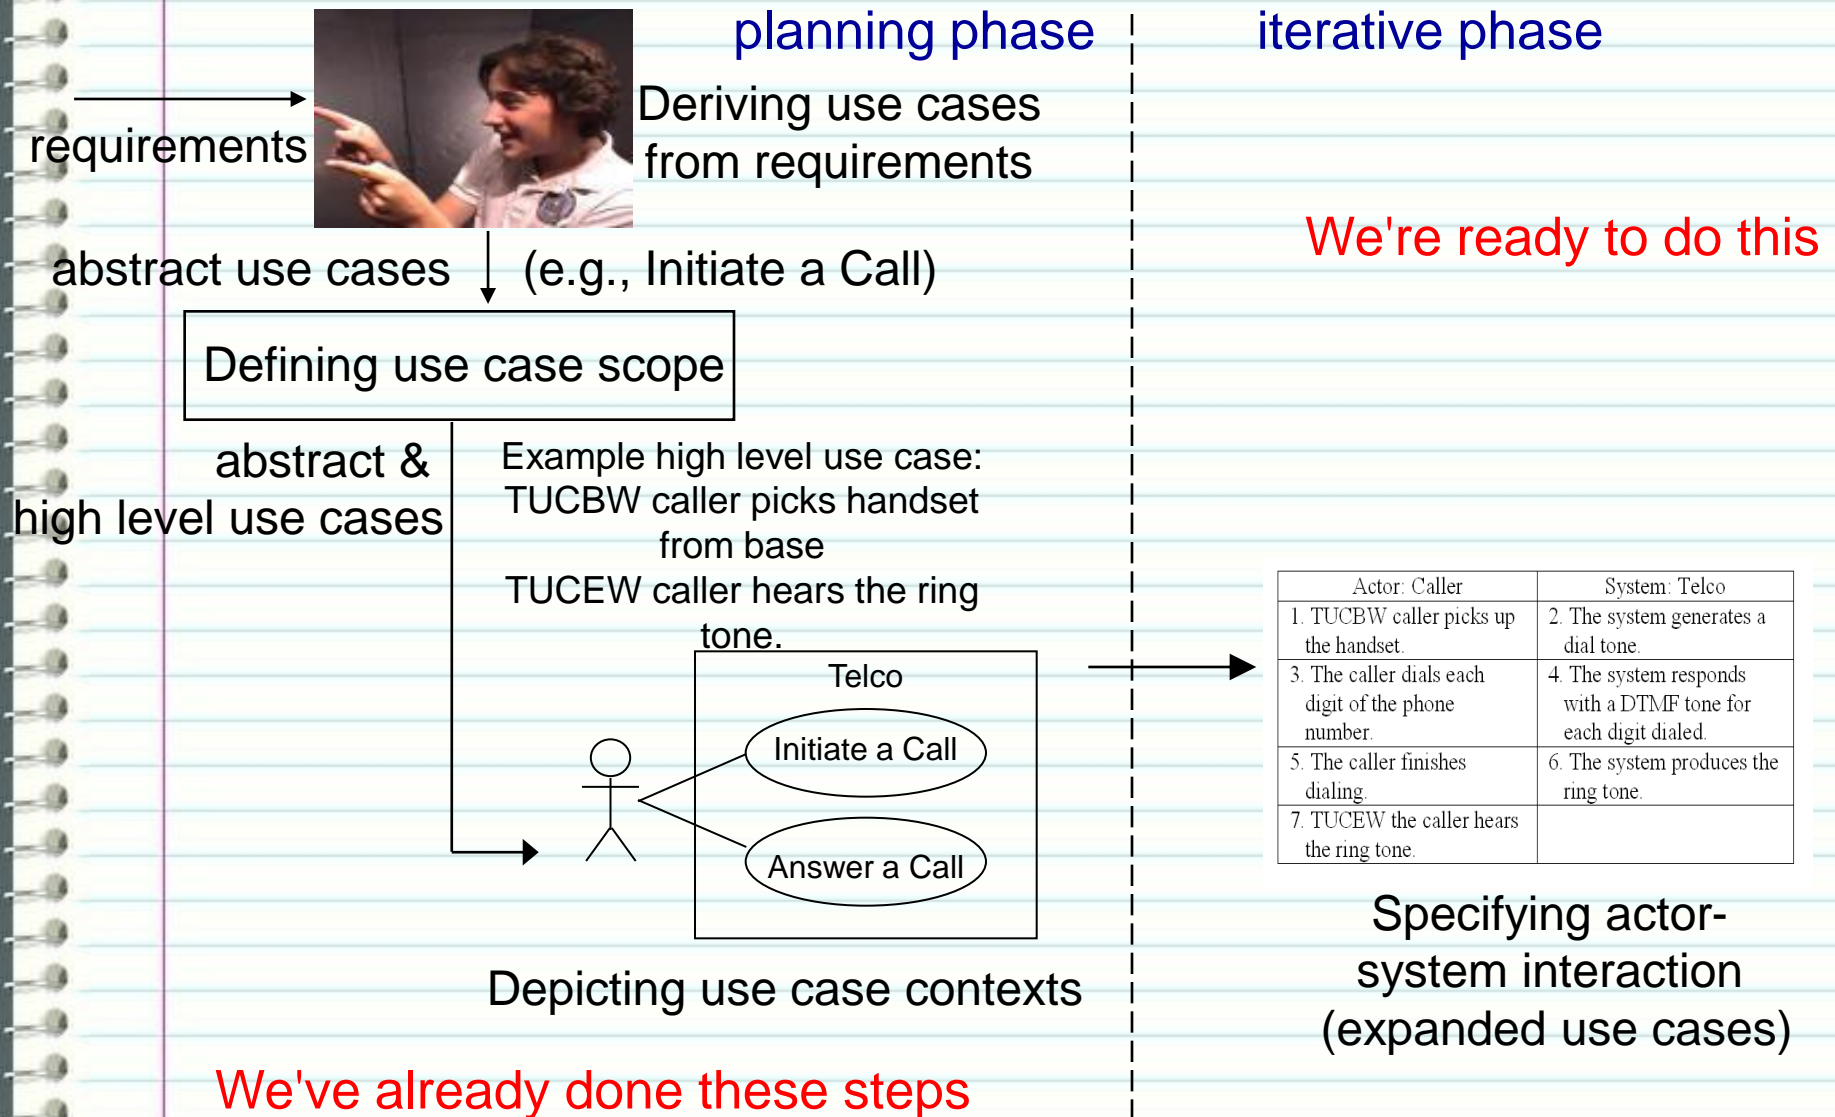 planning phase
iterative phase
requirements
Deriving use cases
from requirements
We're ready to do this
abstract use cases
(e.g., Initiate a Call)
Defining use case scope
abstract &
high level use cases
Example high level use case:
TUCBW caller picks handset
from base
TUCEW caller hears the ring
tone.
Telco
Initiate a Call
Answer a Call
Depicting use case contexts
We've already done these steps
Actor: Caller
System: Telco
1. TUCBW caller picks up
the handset.
2. The system generates a
dial tone.
3. The caller dials each
digit of the phone
number.
4. The system responds
with a DTMF tone for
each digit dialed.
5. The caller finishes
dialing.
6. The system produces the
ring tone.
7. TUCEW the caller hears
the ring tone.
Specifying actor-
system interaction
(expanded use cases)